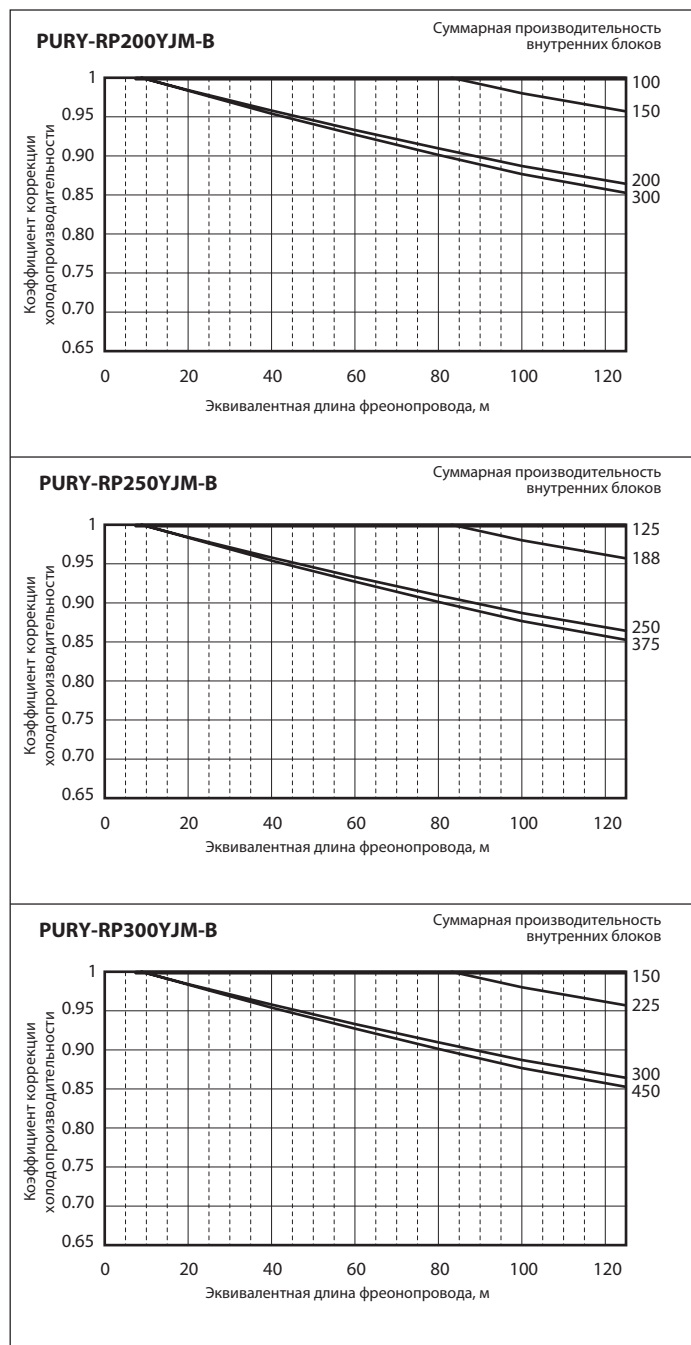 PURY-RP200YJM-B
Суммарная производительность
внутренних блоков
Коэффициент коррекции
холодопроизводительности
1
0.95
0.90
0.85
0.80
0.75
0.70
0.65
100
150
200
300
0 20 40 60 80 100 120
Эквивалентная длина фреонопровода, м
PURY-RP250YJM-B
Суммарная производительность
внутренних блоков
Коэффициент коррекции
холодопроизводительности
1
0.95
0.90
0.85
0.80
0.75
0.70
0.65
125
188
250
375
0 20 40 60 80 100 120
Эквивалентная длина фреонопровода, м
PURY-RP300YJM-B
Суммарная производительность
внутренних блоков
Коэффициент коррекции
холодопроизводительности
1
0.95
0.90
0.85
0.80
0.75
0.70
0.65
150
225
300
450
0 20 40 60 80 100 120
Эквивалентная длина фреонопровода, м